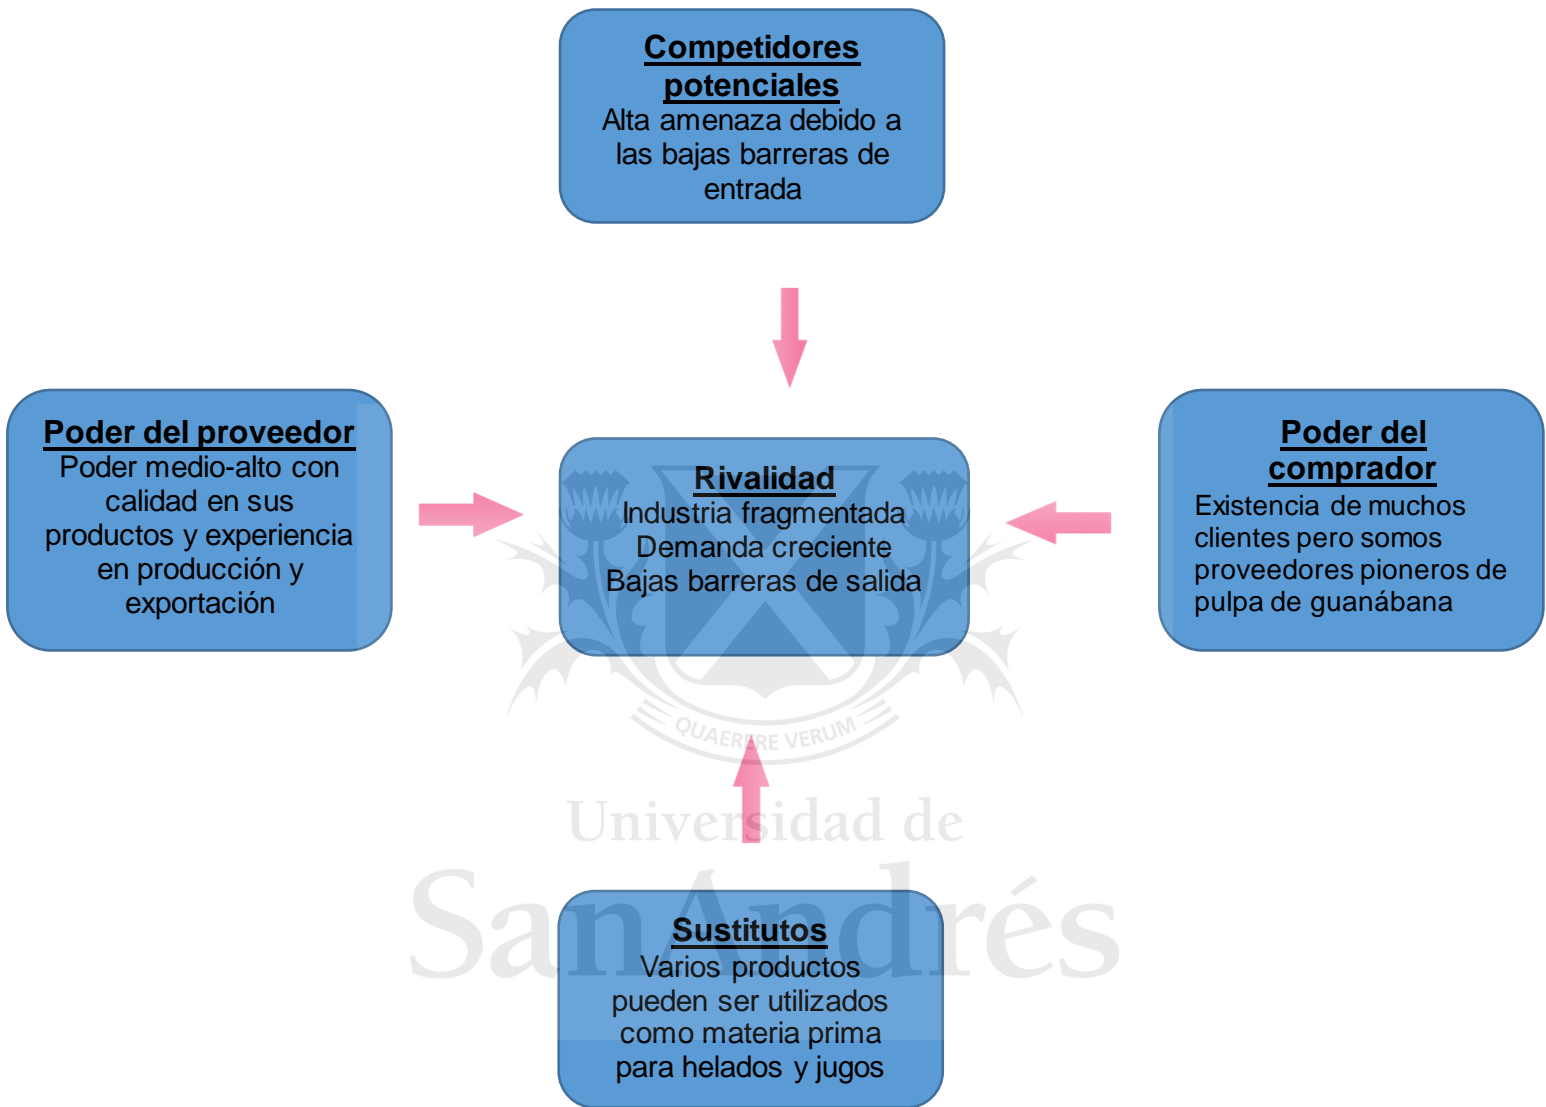 Competidores
potenciales
Alta amenaza debido a
las bajas barreras de
entrada
Poder del proveedor
Poder medio-alto con
calidad en sus
productos y experiencia
en producción y
exportación
Rivalidad
Industria fragmentada
Demanda creciente
Bajas barreras de salida
Poder del
comprador
Existencia de muchos
clientes pero somos
proveedores pioneros de
pulpa de guanábana
QUAERERE VERUM
Universidad de
SanAndrés
Sustitutos
Varios productos
pueden ser utilizados
como materia prima
para helados y jugos